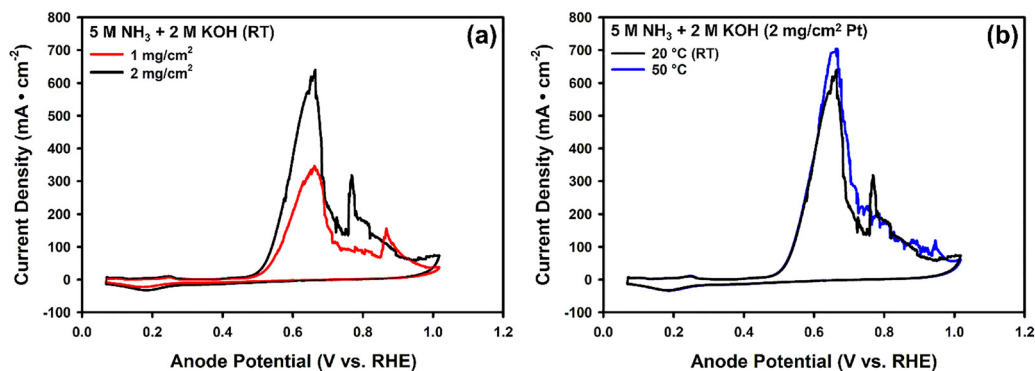 5 M NH₃ + 2 M KOH (RT)
(a)
1 mg/cm²
2 mg/cm²
Current Density (mA • cm⁻²)
800
700
600
500
400
300
200
100
0
-100
0.0 0.2 0.4 0.6 0.8 1.0 1.2
Anode Potential (V vs. RHE)
5 M NH₃ + 2 M KOH (2 mg/cm² Pt)
(b)
20 °C (RT)
50 °C
Current Density (mA • cm⁻²)
800
700
600
500
400
300
200
100
0
-100
0.0 0.2 0.4 0.6 0.8 1.0 1.2
Anode Potential (V vs. RHE)